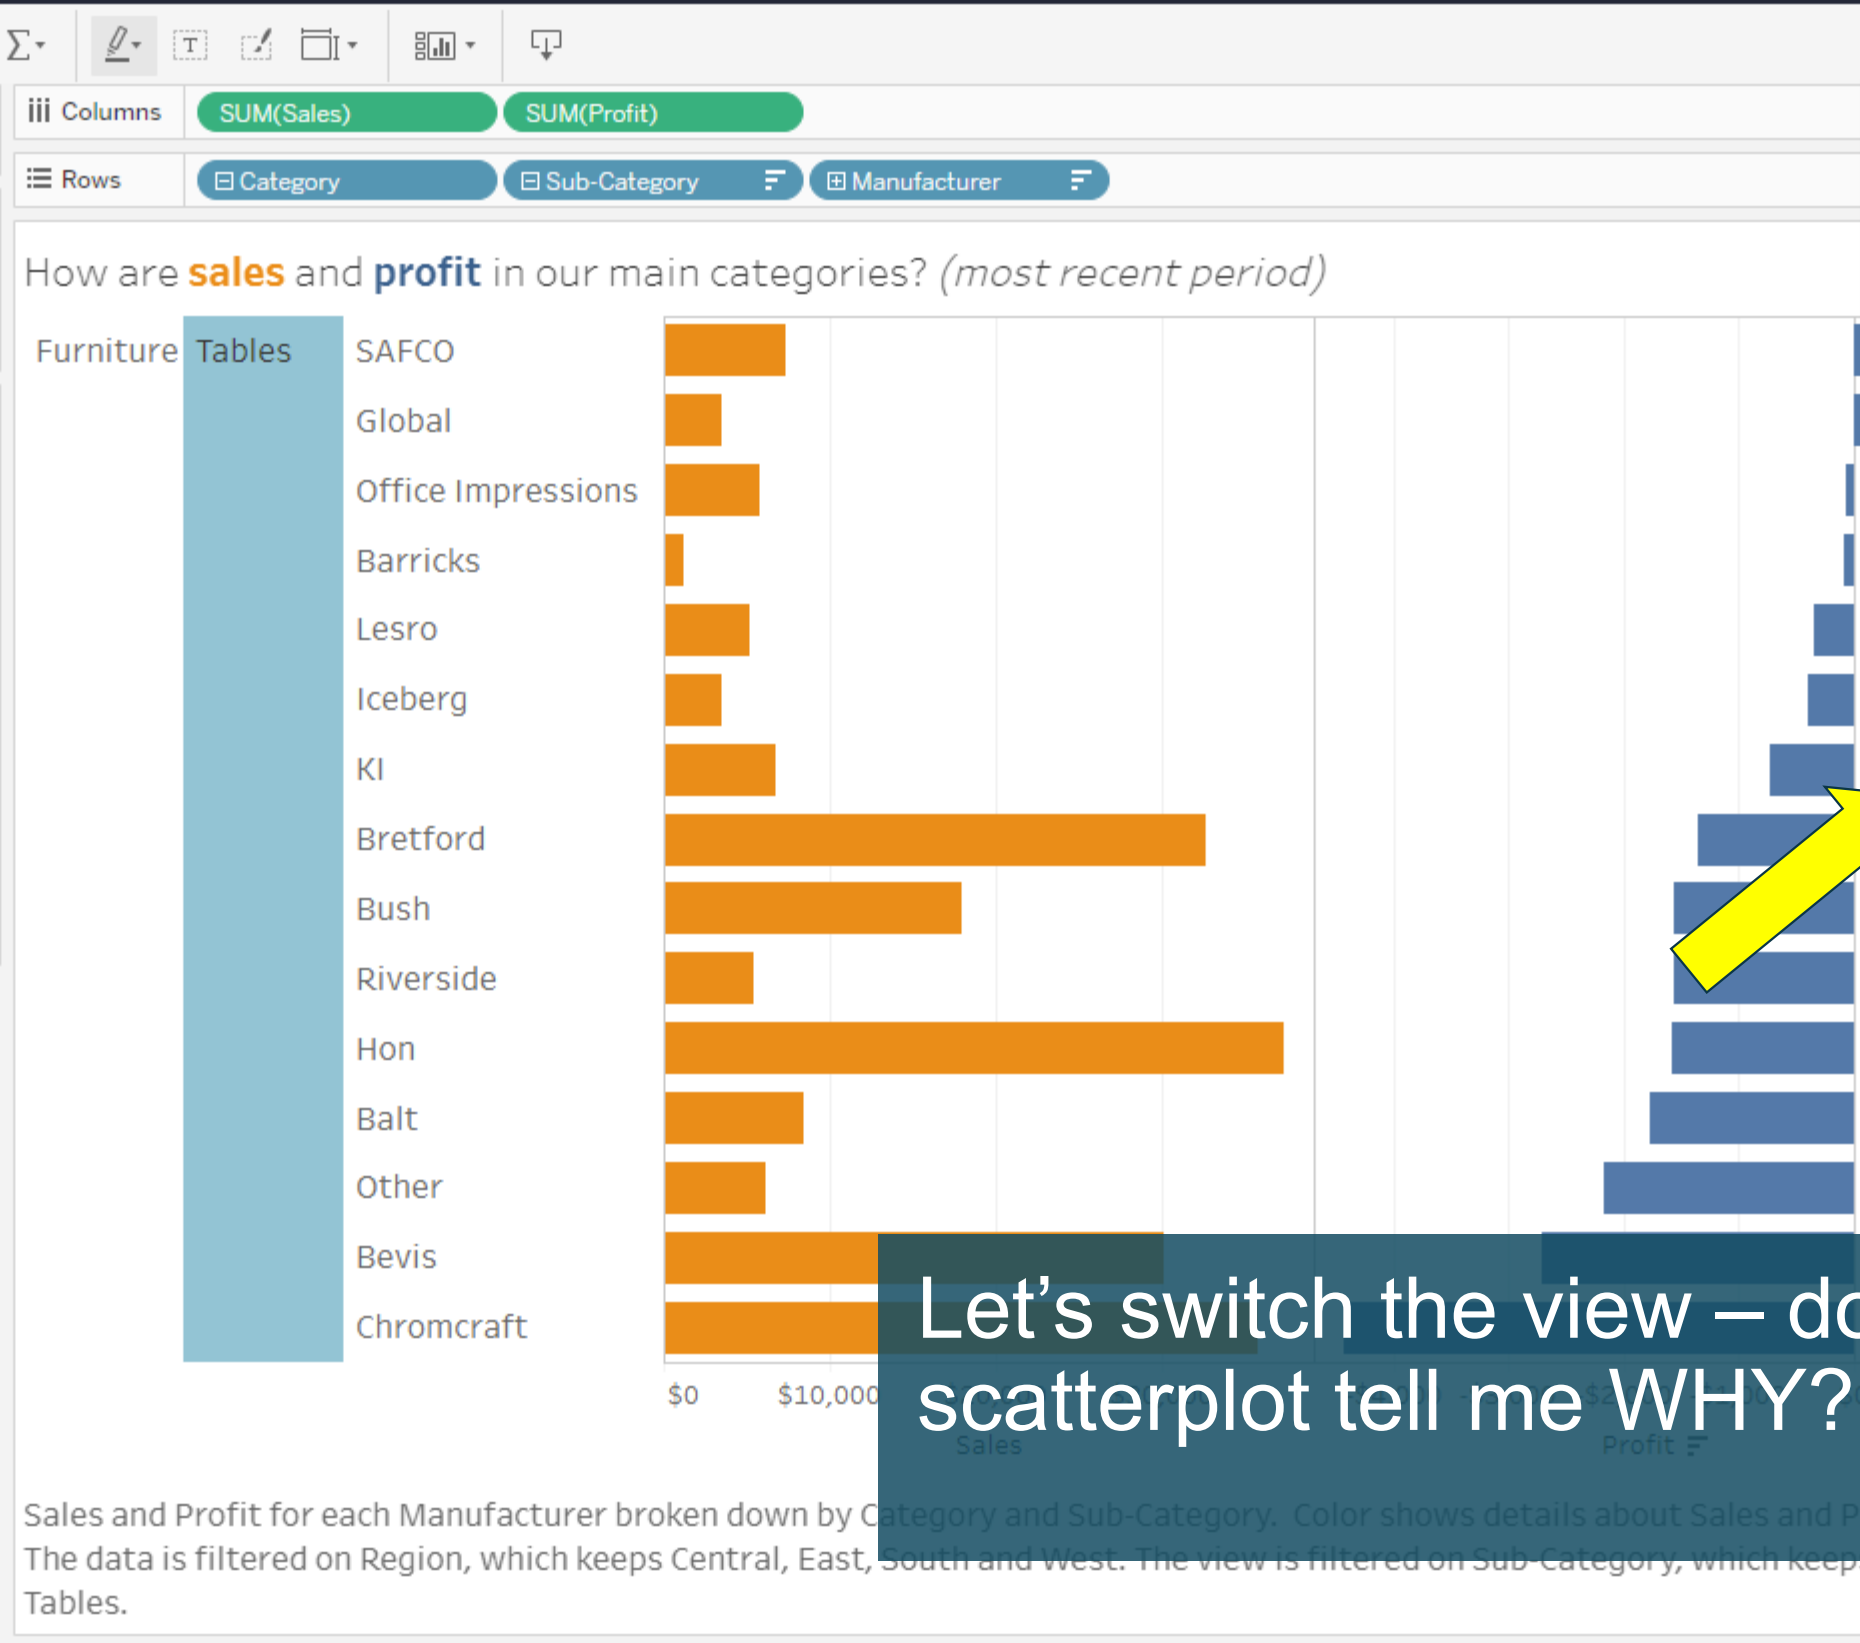 Columns SUM(Sales) SUM(Profit)
Rows Category Sub-Category Manufacturer
How are sales and profit in our main categories? (most recent period)
Furniture Tables SAFCO
Global
Office Impressions
Barricks
Lesro
Iceberg
KI
Bretford
Bush
Riverside
Hon
Balt
Other
Bevis
Chromcraft
$0 $10,000
Sales Profit
Let’s switch the view – do
scatterplot tell me WHY?
Sales and Profit for each Manufacturer broken down by Category and Sub-Category. Color shows details about Sales and P
The data is filtered on Region, which keeps Central, East, South and West. The view is filtered on Sub-Category, which keep
Tables.